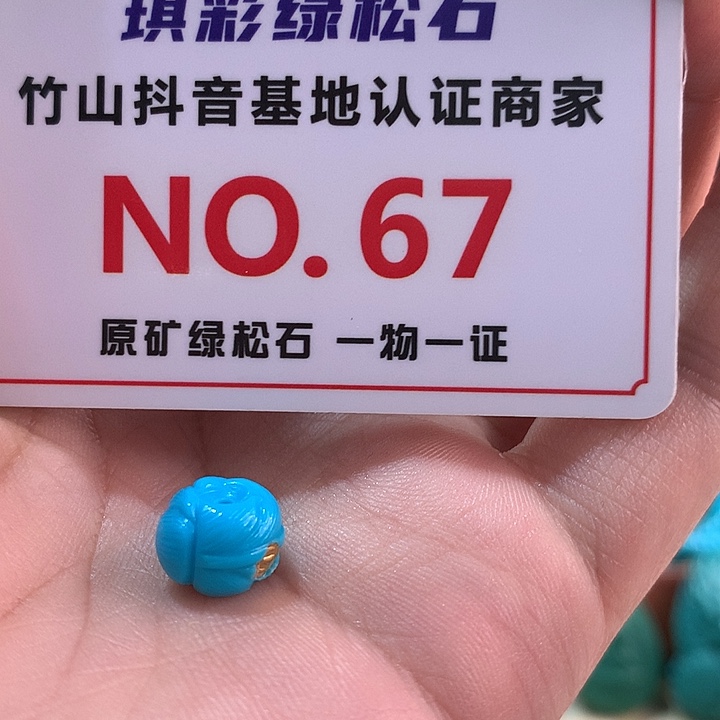 琪彩绿松石
竹山抖音基地认证商家
NO.67
原矿绿松石 一物一证